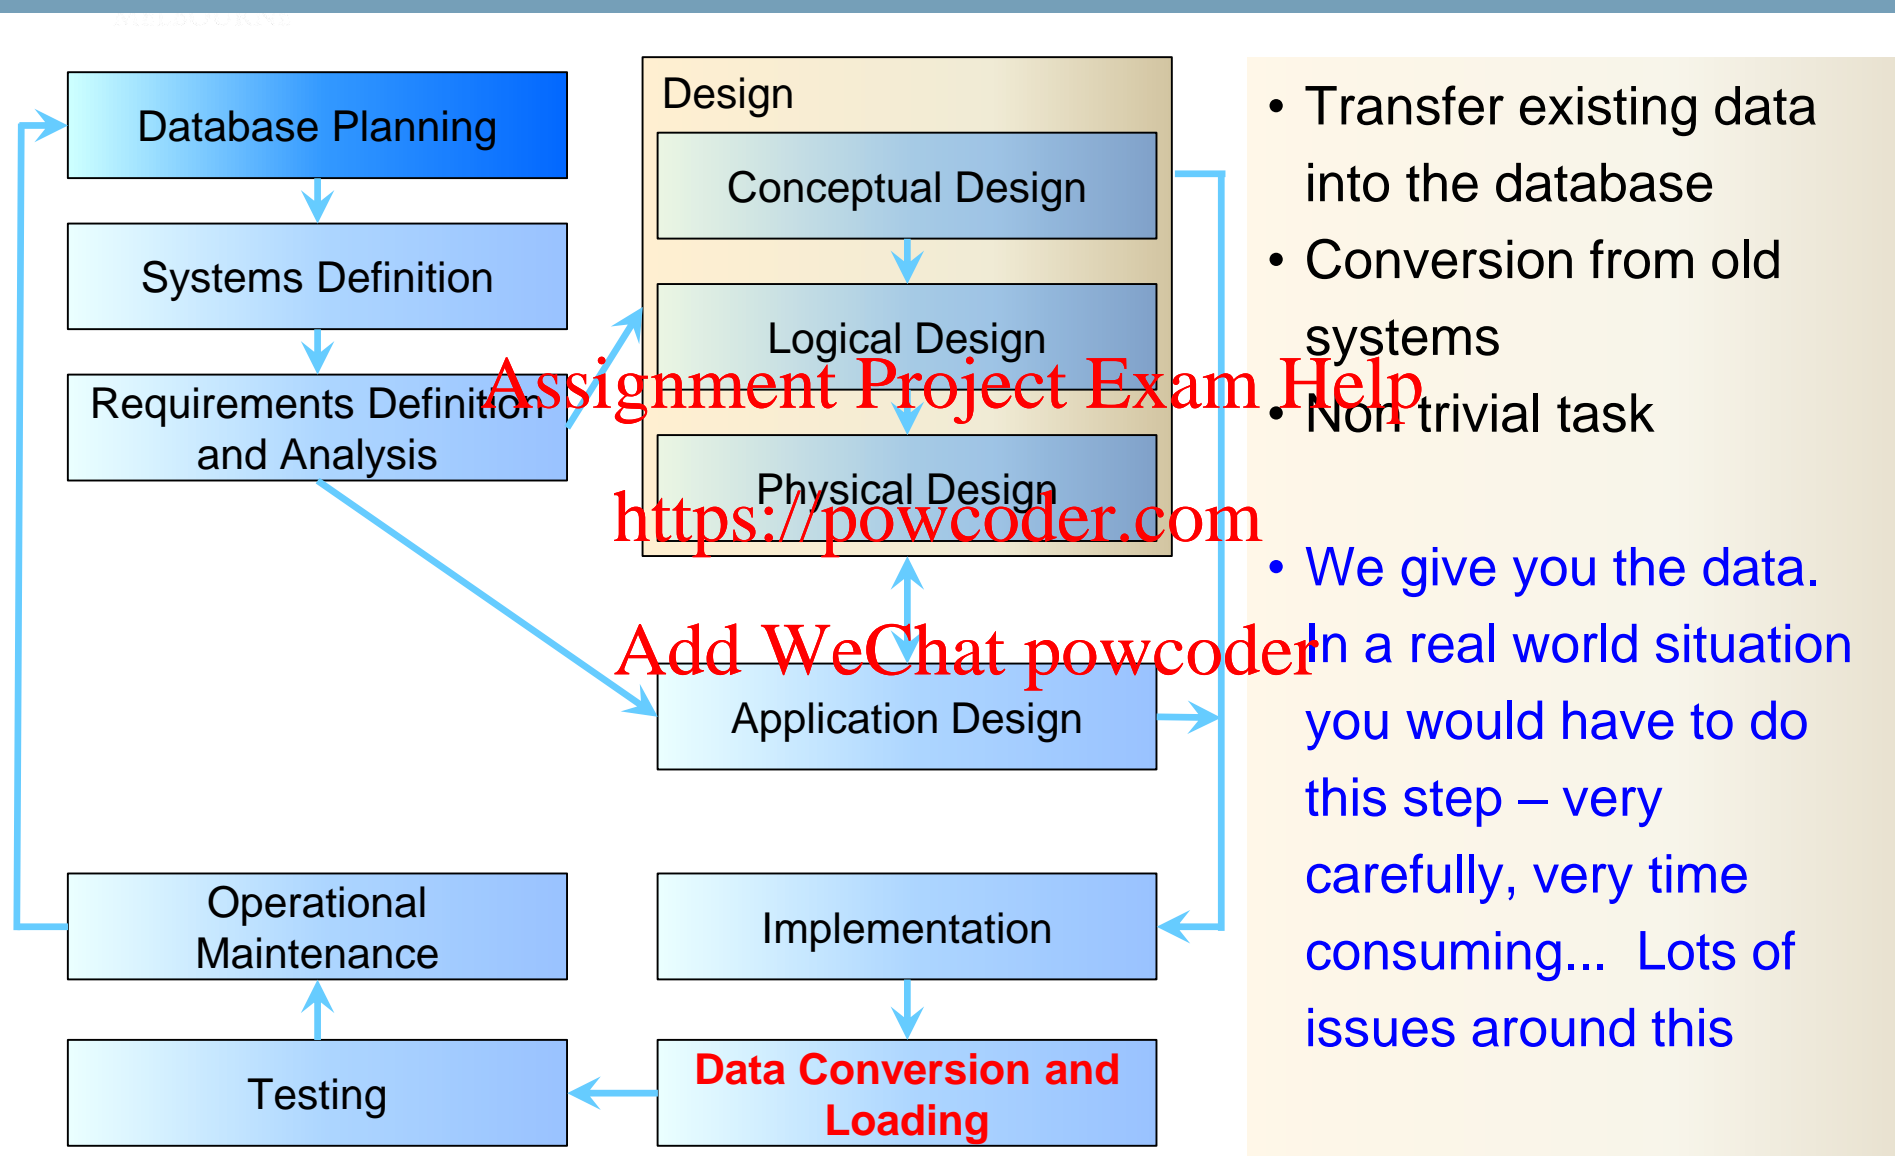 Database Planning
Systems Definition
Requirements Definition
and Analysis
Design
Conceptual Design
Logical Design
Physical Design
Application Design
Implementation
Data Conversion and
Loading
Testing
Operational
Maintenance
• Transfer existing data
into the database
• Conversion from old
systems
• Non trivial task
• We give you the data.
In a real world situation
you would have to do
this step – very
carefully, very time
consuming... Lots of
issues around this
Assignment Project Exam Help
https://powcoder.com
Add WeChat powcoder